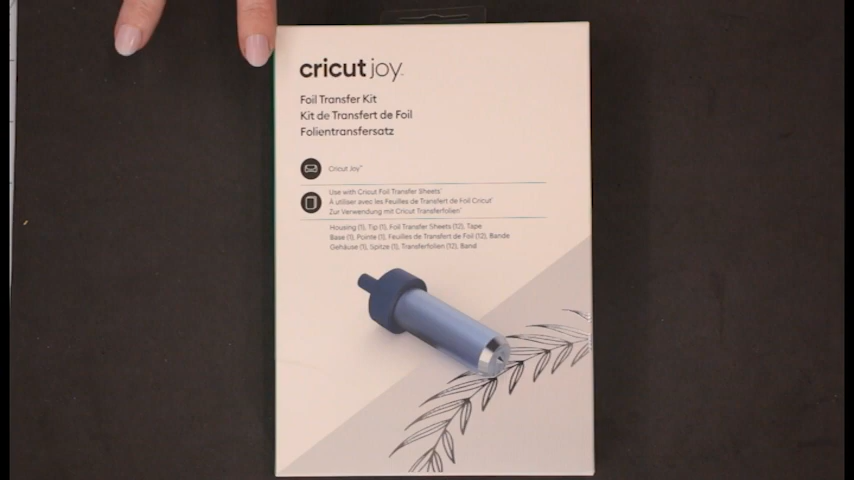 cricut joy™
Foil Transfer Kit
Kit de Transfert de Foil
Folientransfersatz
Cricut Joy™
Use with Cricut Foil Transfer Sheets
À utiliser avec les Feuilles de Transfert de Foil Cricut
Zur Verwendung mit Cricut Transferfolien
Housing (1), Tip (1), Foil Transfer Sheets (12), Tape
Base (1), Pointe (1), Feuilles de Transfert de Foil (12), Bande
Gehäuse (1), Spitze (1), Transferfolien (12), Band